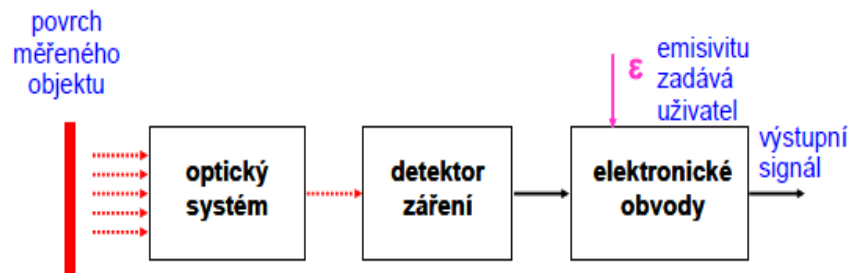 povrch
měřeného
objektu
optický
systém
detektor
záření
ε
emisivitu
zadává
uživatel
elektronické
obvody
výstupní
signál